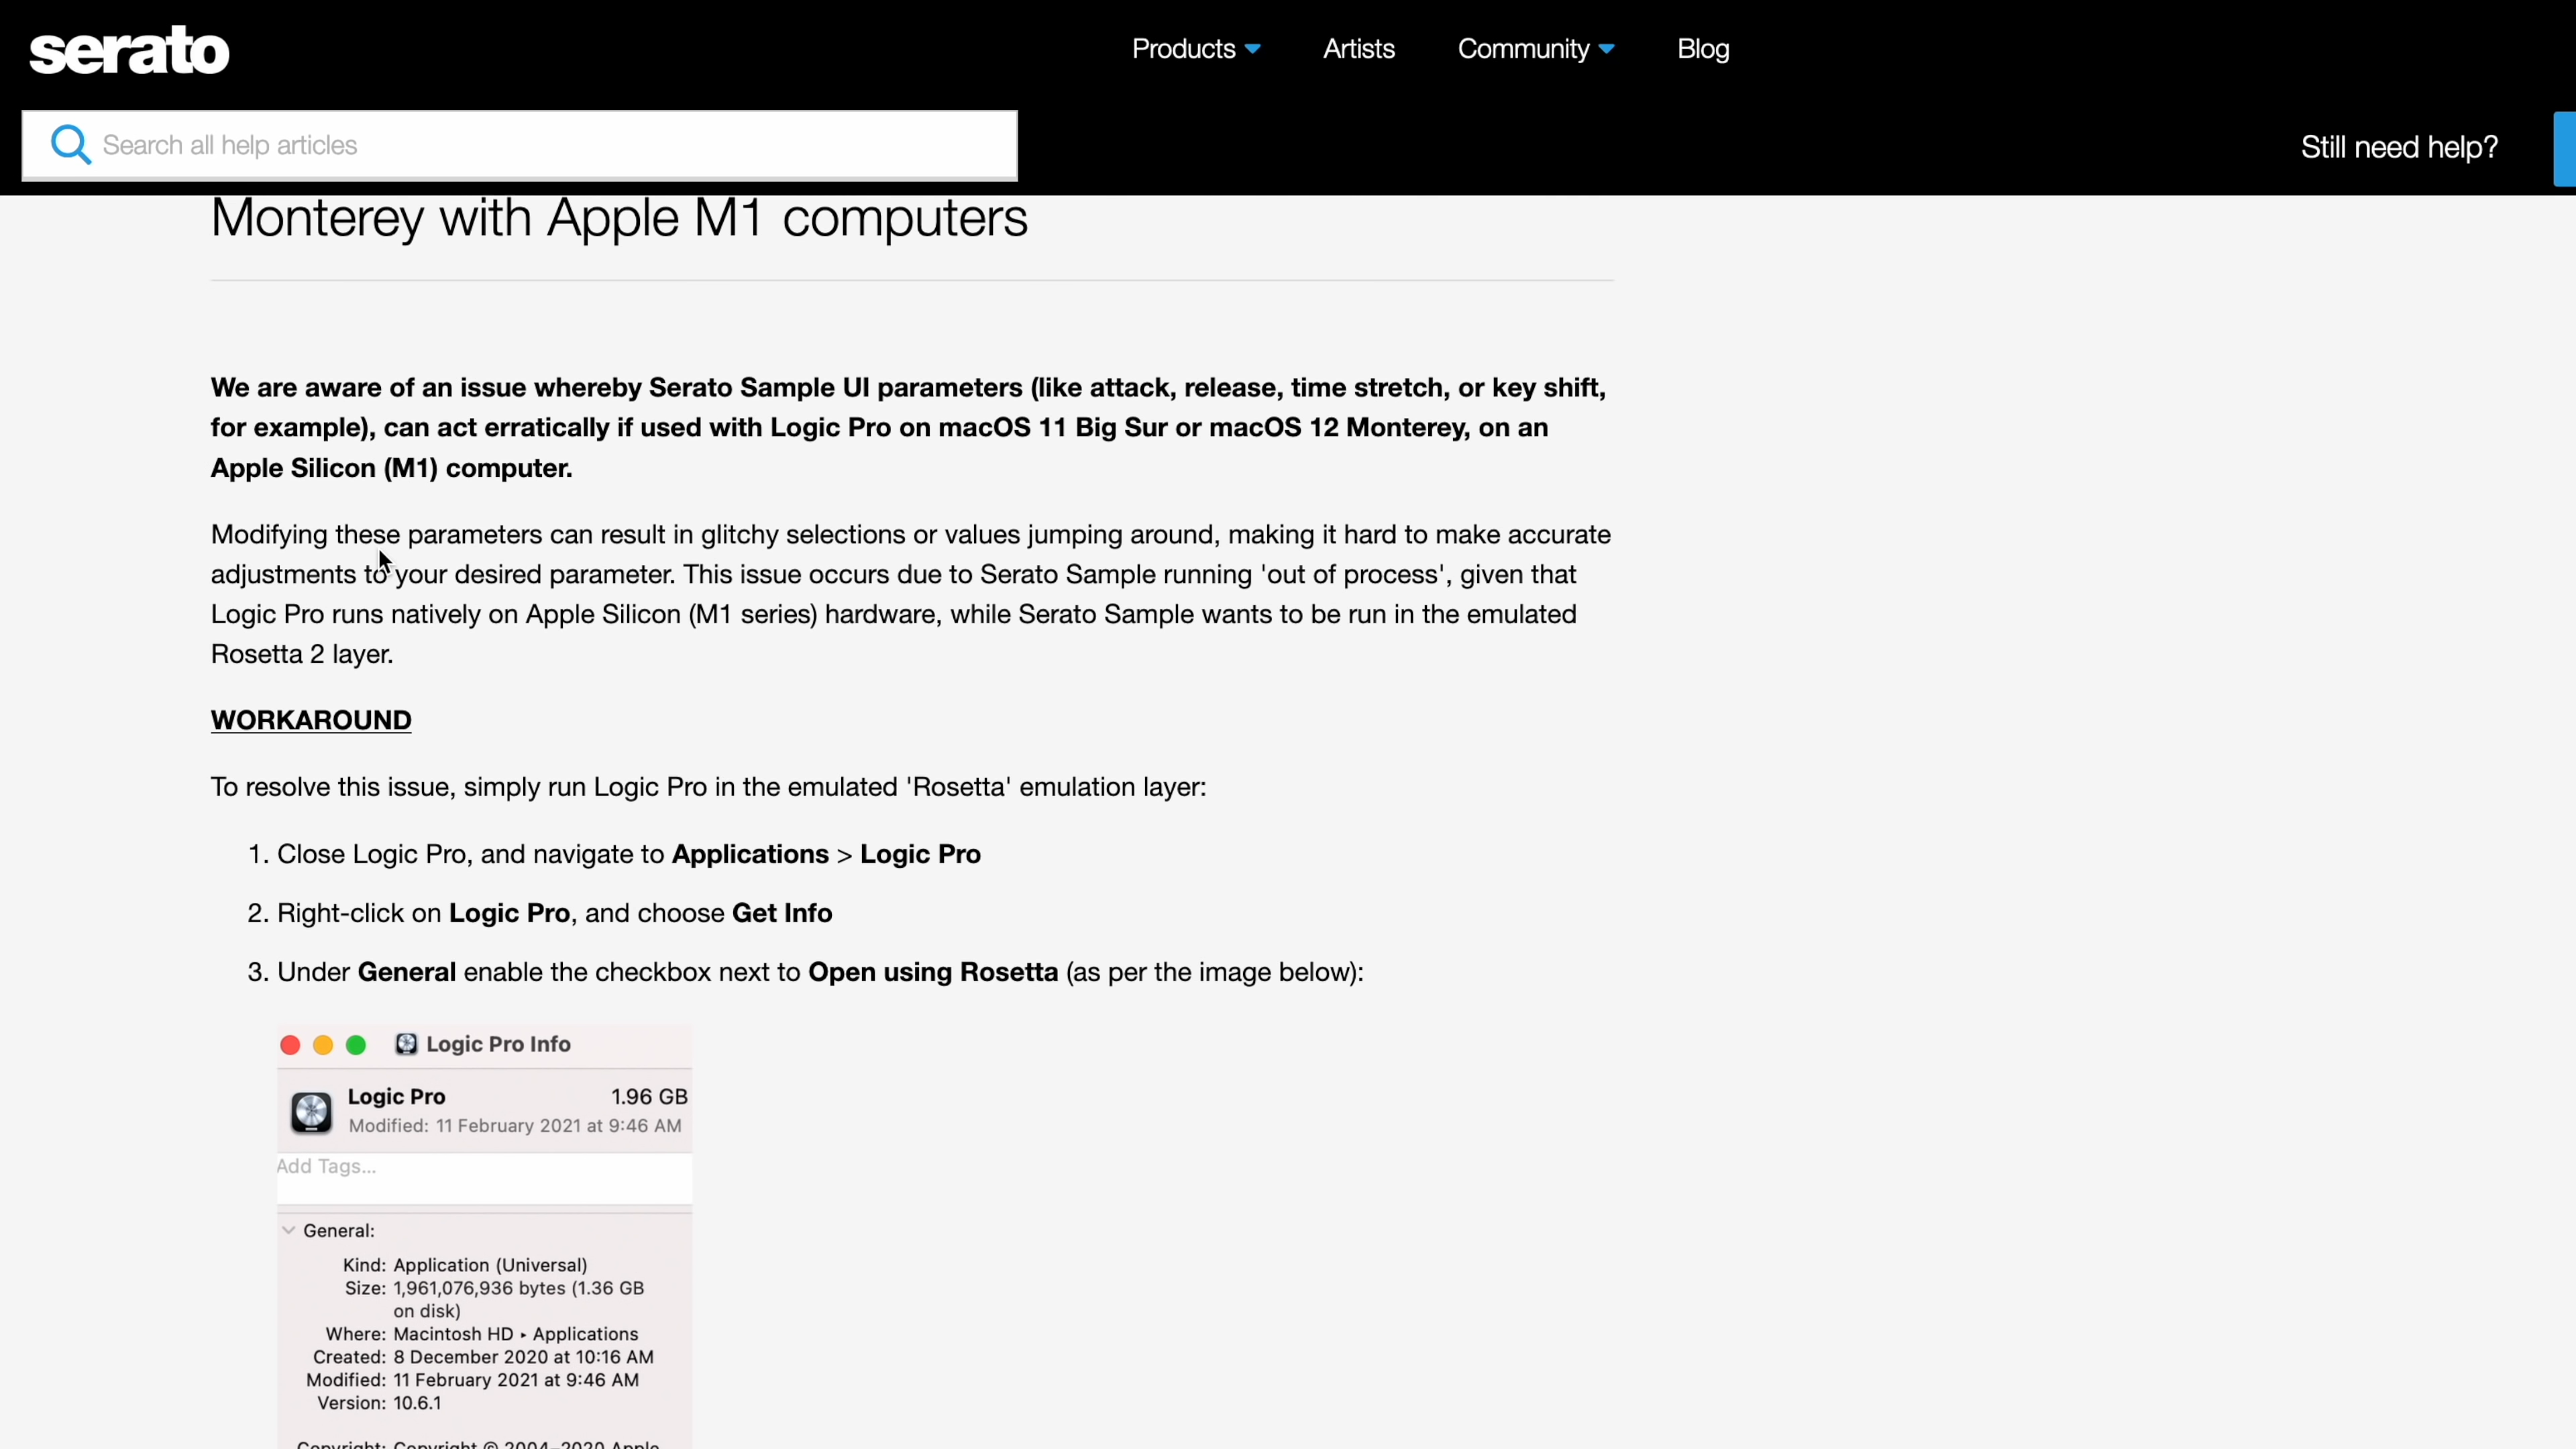 serato
Products
Artists
Community
Blog
Search all help articles
Still need help?
Monterey with Apple M1 computers
We are aware of an issue whereby Serato Sample UI parameters (like attack, release, time stretch, or key shift,
for example), can act erratically if used with Logic Pro on macOS 11 Big Sur or macOS 12 Monterey, on an
Apple Silicon (M1) computer.
Modifying these parameters can result in glitchy selections or values jumping around, making it hard to make accurate
adjustments to your desired parameter. This issue occurs due to Serato Sample running 'out of process', given that
Logic Pro runs natively on Apple Silicon (M1 series) hardware, while Serato Sample wants to be run in the emulated
Rosetta 2 layer.
WORKAROUND
To resolve this issue, simply run Logic Pro in the emulated 'Rosetta' emulation layer:
1. Close Logic Pro, and navigate to Applications > Logic Pro
2. Right-click on Logic Pro, and choose Get Info
3. Under General enable the checkbox next to Open using Rosetta (as per the image below):
Logic Pro Info
Logic Pro 1.96 GB
Modified: 11 February 2021 at 9:46 AM
Add Tags...
General:
Kind: Application (Universal)
Size: 1,961,076,936 bytes (1.36 GB
on disk)
Where: Macintosh HD ▸ Applications
Created: 8 December 2020 at 10:16 AM
Modified: 11 February 2021 at 9:46 AM
Version: 10.6.1
Copyright: Copyright © 2004–2020 Apple